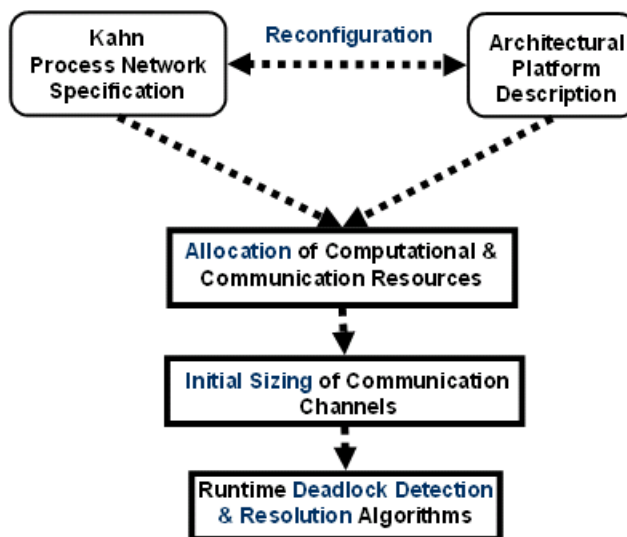 Kahn
Process Network
Specification
Reconfiguration
Architectural
Platform
Description
Allocation of Computational &
Communication Resources
Initial Sizing of Communication
Channels
Runtime Deadlock Detection
& Resolution Algorithms